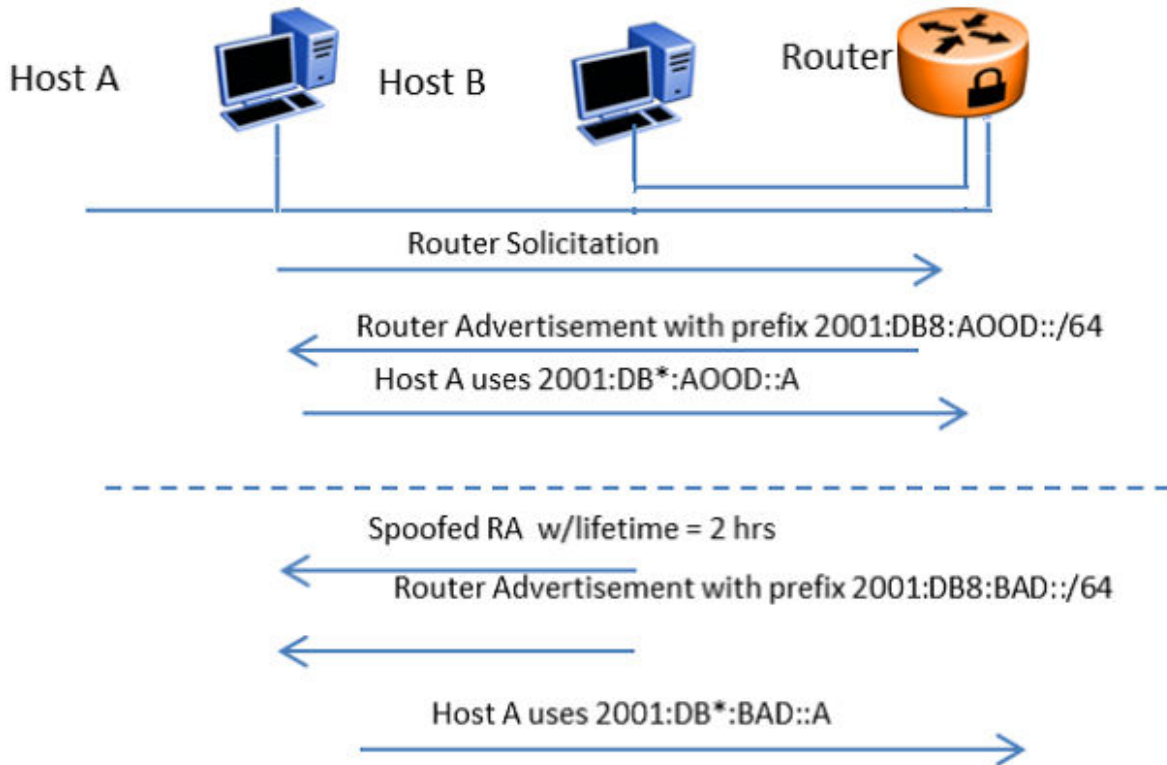 Host A
Host B
Router
Router Solicitation
Router Advertisement with prefix 2001:DB8:AOOD::/64
Host A uses 2001:DB*:AOOD::A
Spoofed RA w/lifetime = 2 hrs
Router Advertisement with prefix 2001:DB8:BAD::/64
Host A uses 2001:DB*:BAD::A